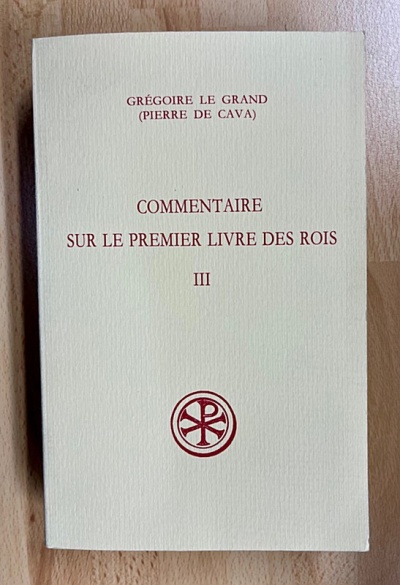 GRÉGOIRE LE GRAND
(PIERRE DE CAVA)
COMMENTAIRE
SUR LE PREMIER LIVRE DES ROIS
III